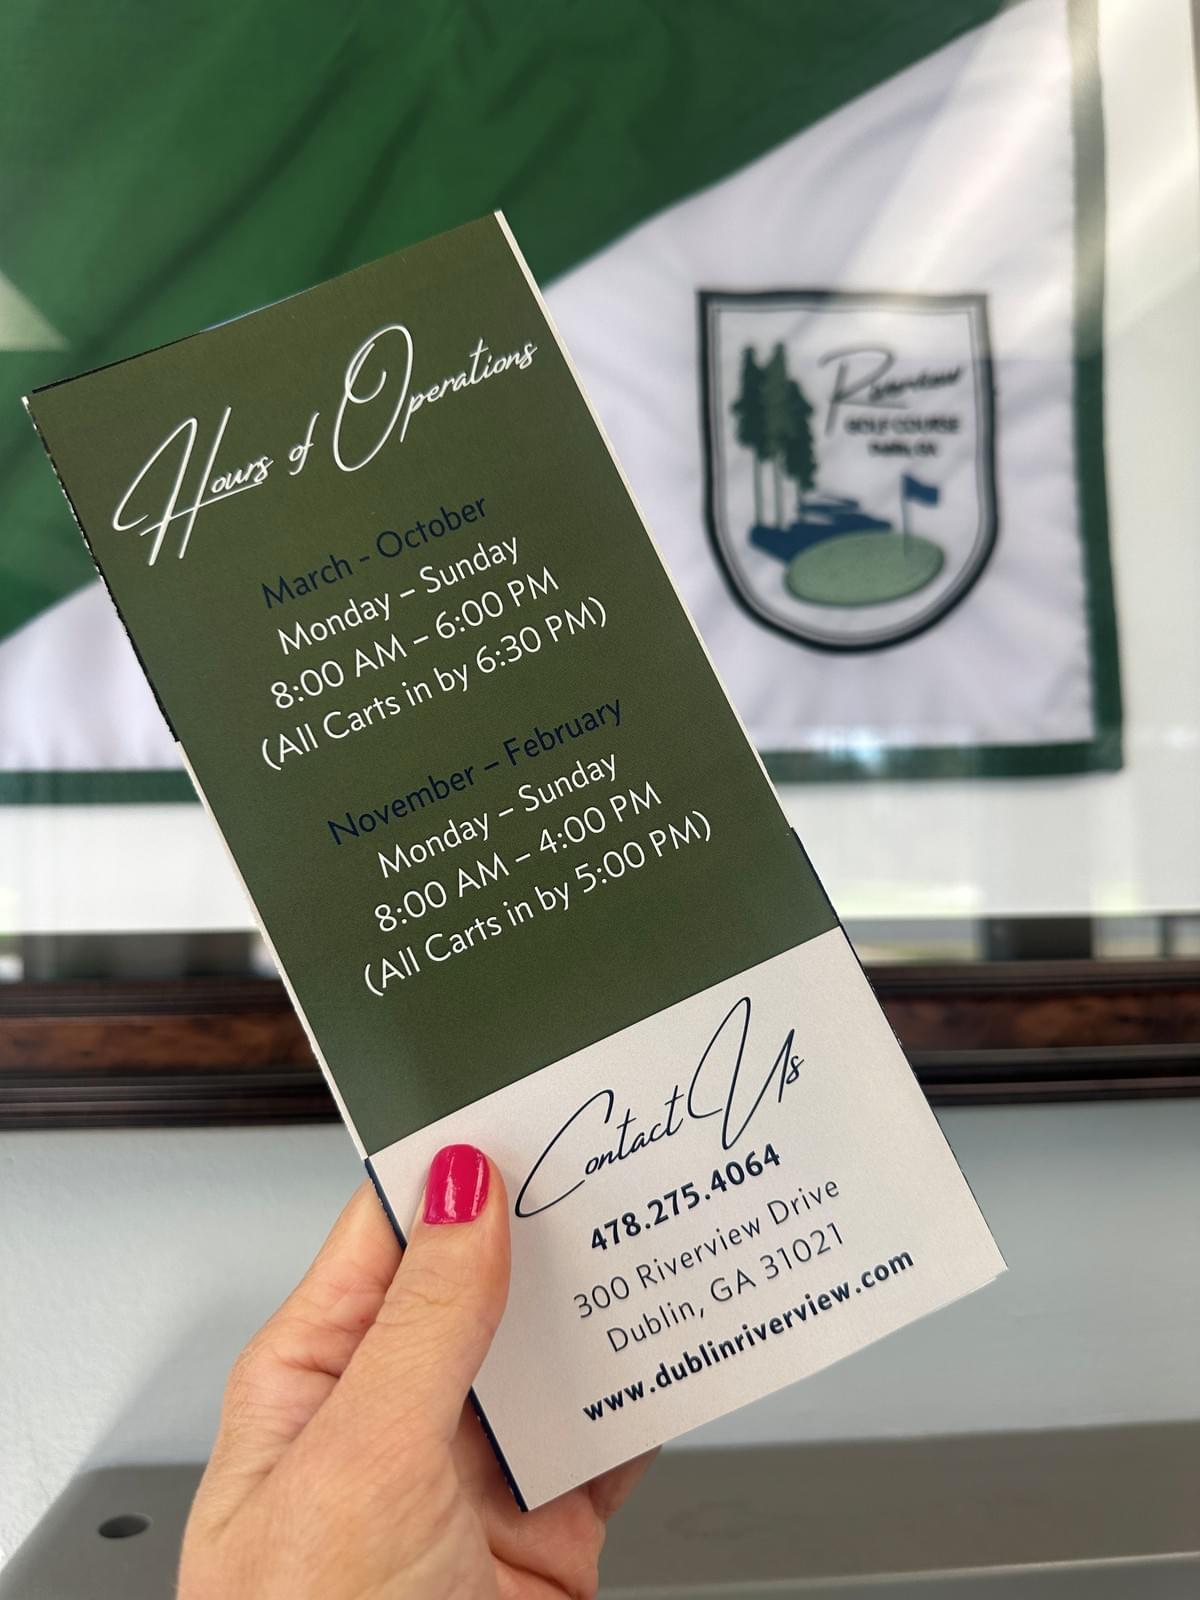 Hours of Operations
March - October
Monday – Sunday
8:00 AM – 6:00 PM
(All Carts in by 6:30 PM)
November – February
Monday – Sunday
8:00 AM – 4:00 PM
(All Carts in by 5:00 PM)
Contact Us
478.275.4064
300 Riverview Drive
Dublin, GA 31021
www.dublinriverview.com
Riverview
GOLF COURSE
Dublin, GA